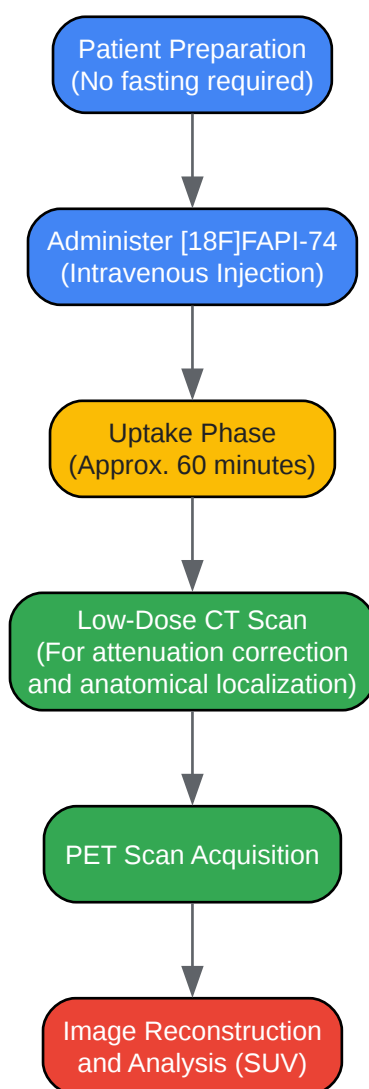 Patient Preparation
(No fasting required)
Administer [18F]FAPI-74
(Intravenous Injection)
Uptake Phase
(Approx. 60 minutes)
Low-Dose CT Scan
(For attenuation correction
and anatomical localization)
PET Scan Acquisition
Image Reconstruction
and Analysis (SUV)